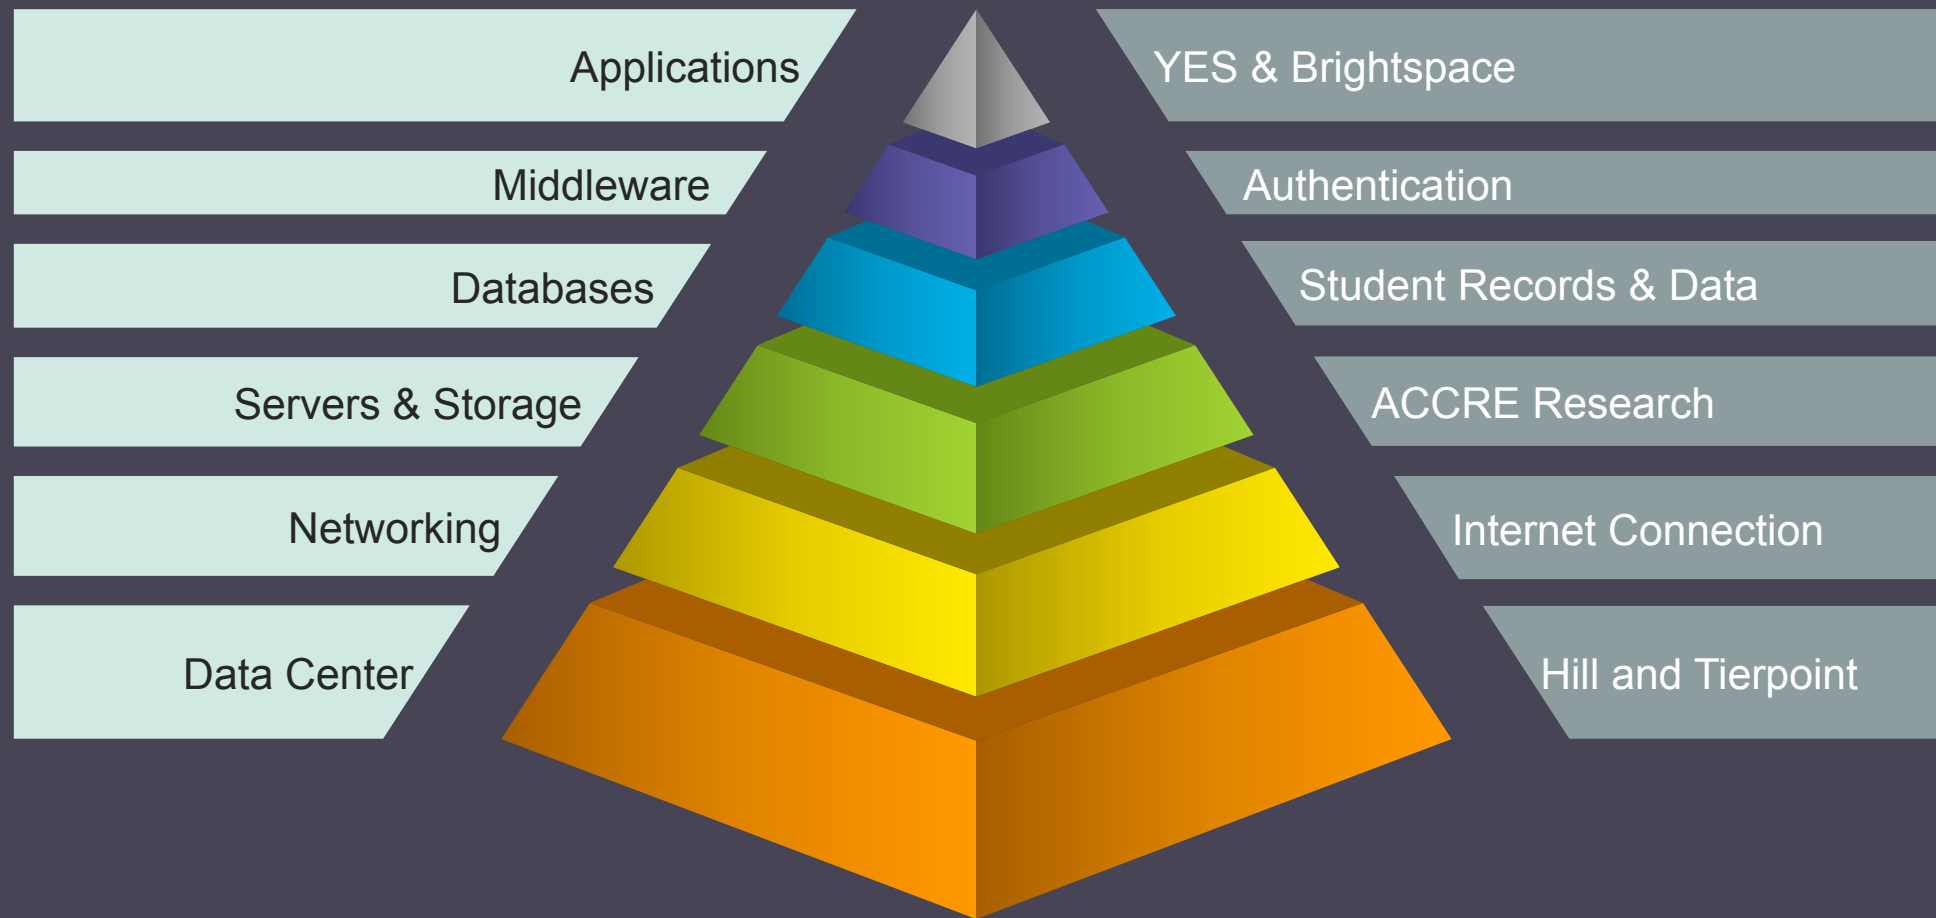 Applications
YES & Brightspace
Middleware
Authentication
Databases
Student Records & Data
Servers & Storage
ACCRE Research
Networking
Internet Connection
Data Center
Hill and Tierpoint